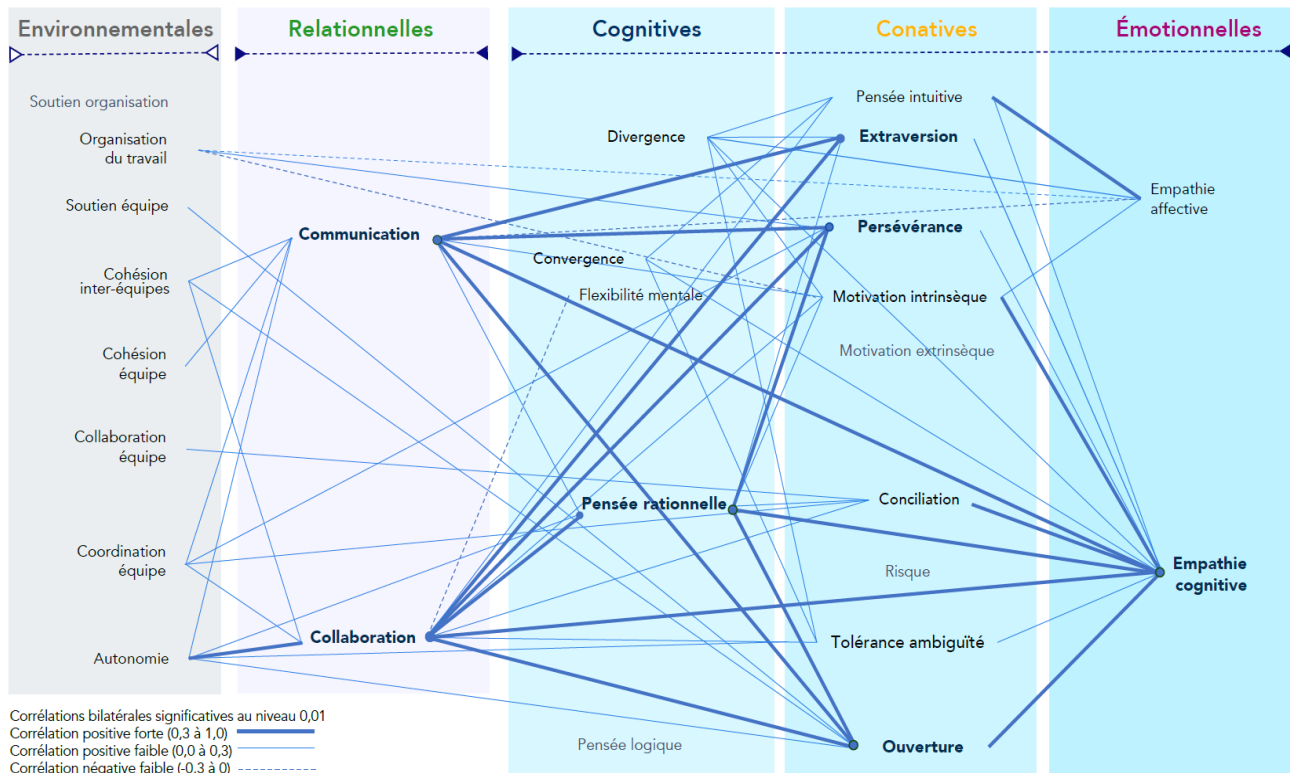 Environnementales
Relationnelles
Cognitives
Conatives
Émotionnelles
Soutien organisation
Organisation
du travail
Soutien équipe
Cohésion
inter-équipes
Cohésion
équipe
Collaboration
équipe
Coordination
équipe
Autonomie
Communication
Collaboration
Divergence
Convergence
Flexibilité mentale
Pensée rationnelle
Pensée logique
Pensée intuitive
Extraversion
Persévérance
Motivation intrinsèque
Motivation extrinsèque
Conciliation
Risque
Tolérance ambiguïté
Ouverture
Empathie
affective
Empathie
cognitive
Corrélations bilatérales significatives au niveau 0,01
Corrélation positive forte (0,3 à 1,0)
Corrélation positive faible (0,0 à 0,3)
Corrélation négative faible (-0,3 à 0)